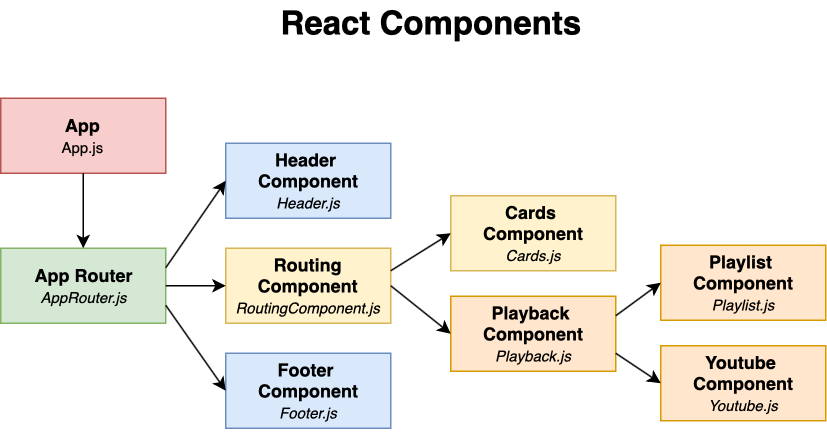 React Components
App
App.js
Header
Component
Header.js
App Router
AppRouter.js
Routing
Component
RoutingComponent.js
Footer
Component
Footer.js
Cards
Component
Cards.js
Playback
Component
Playback.js
Playlist
Component
Playlist.js
Youtube
Component
Youtube.js